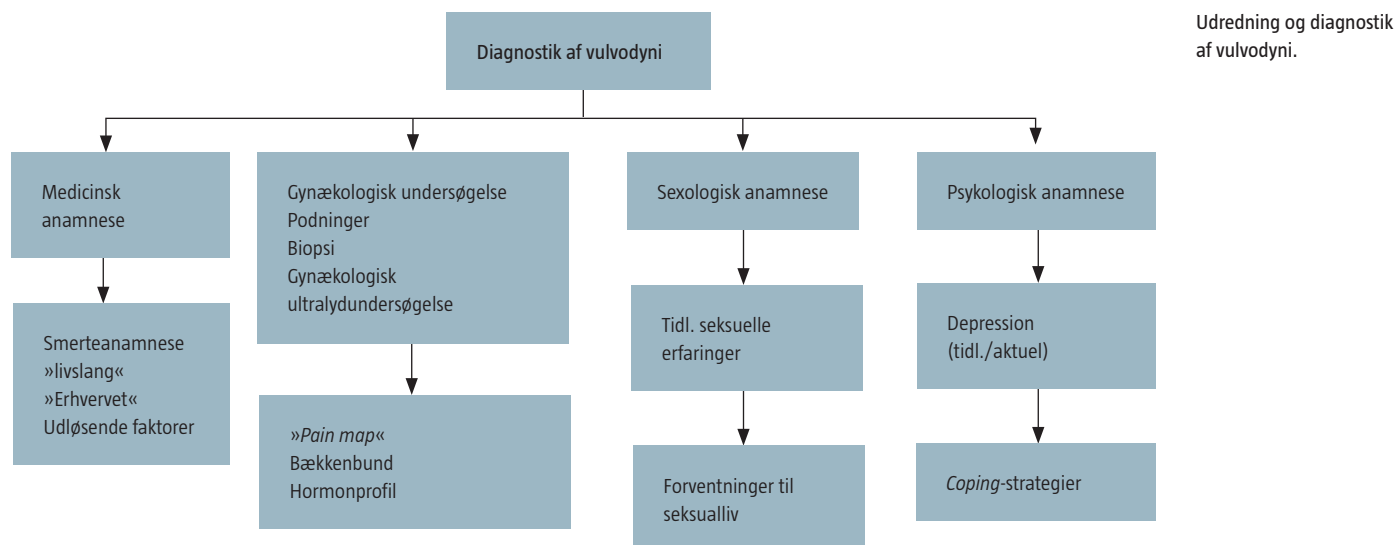 Udredning og diagnostik
af vulvodyni.
Diagnostik af vulvodyni
Medicinsk
anamnese
Smerteanamnese
»livslang«
»Erhvervet«
Udløsende faktorer
Gynækologisk undersøgelse
Podninger
Biopsi
Gynækologisk
ultralydundersøgelse
»Pain map«
Bækkenbund
Hormonprofil
Sexologisk anamnese
Tidl. seksuelle
erfaringer
Forventninger til
seksualliv
Psykologisk anamnese
Depression
(tidl./aktuel)
Coping-strategier